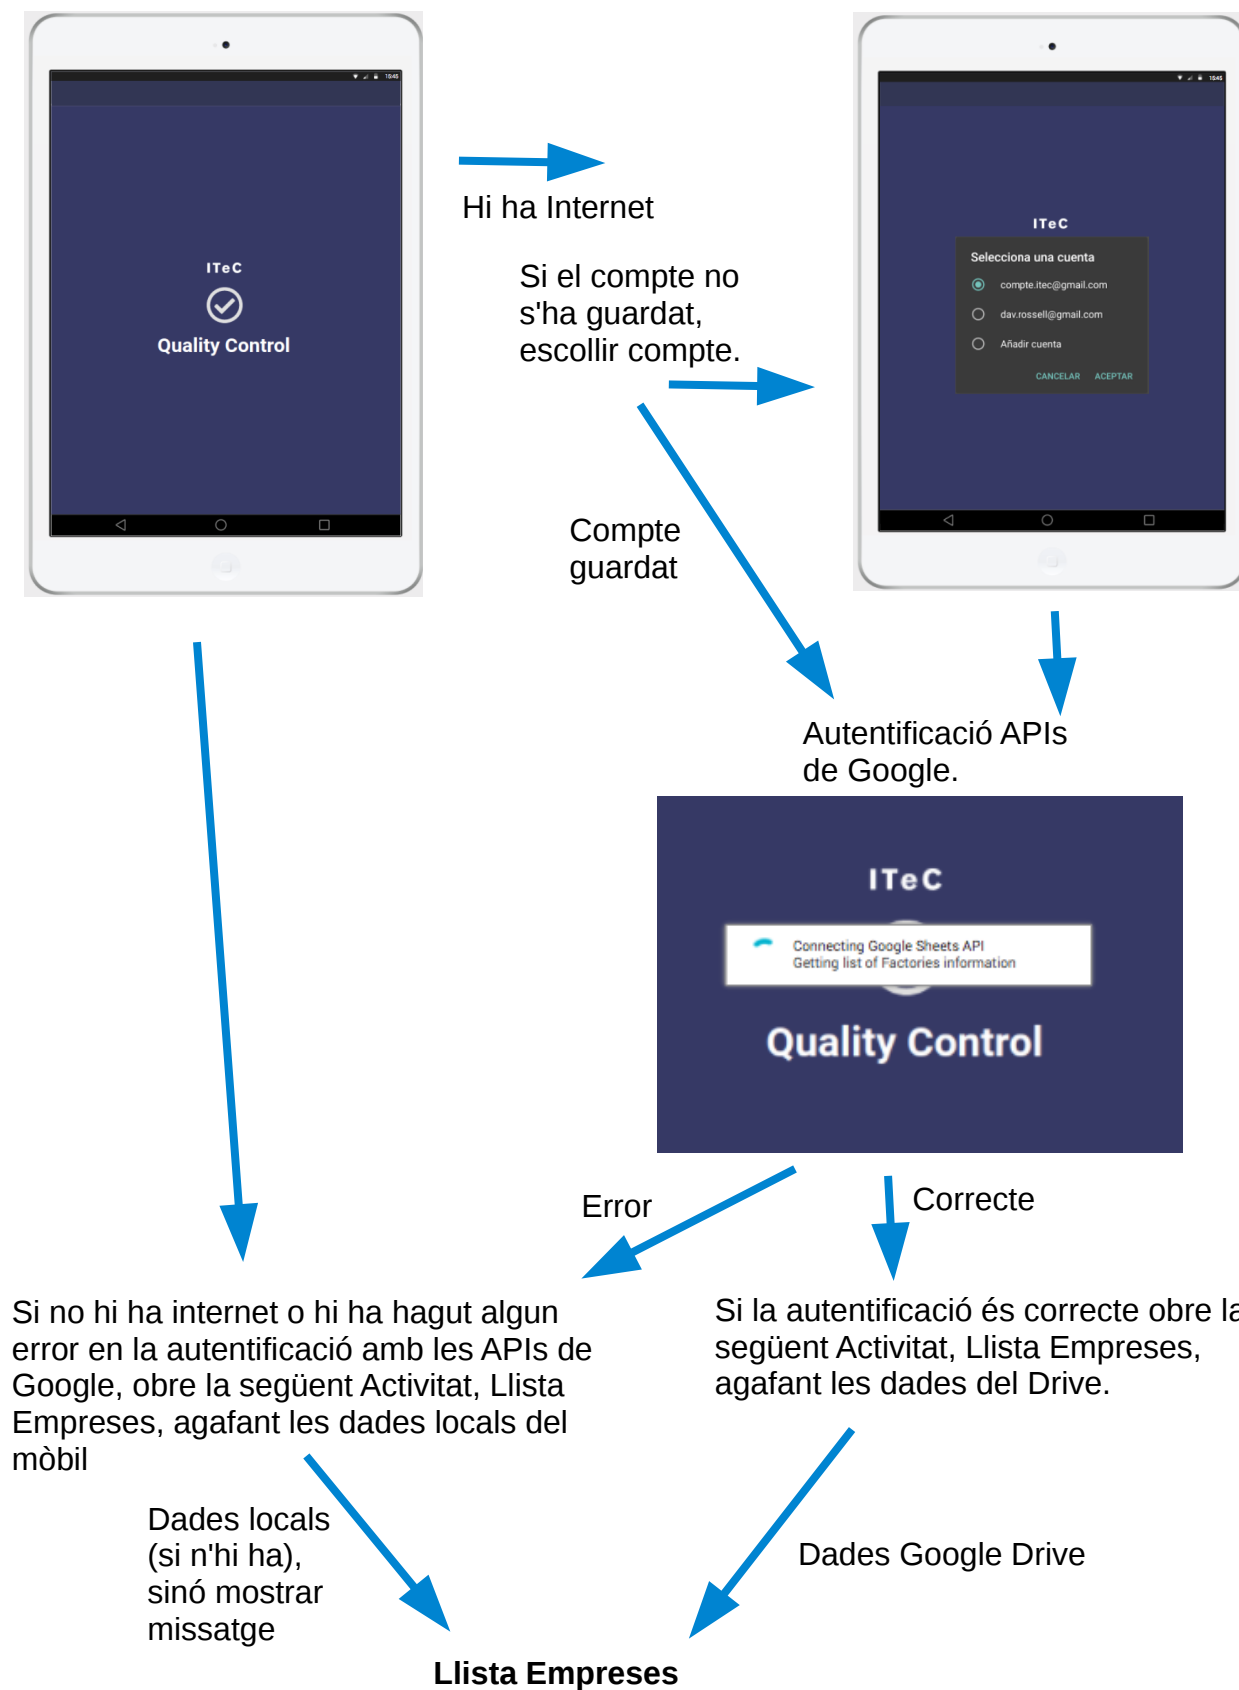 15:45
ITeC
Quality Control
Hi ha Internet
Si el compte no
s'ha guardat,
escollir compte.
15:45
ITeC
Selecciona una cuenta
compte.itec@gmail.com
dav.rossell@gmail.com
Añadir cuenta
CANCELAR ACEPTAR
Compte
guardat
Autentificació APIs
de Google.
ITeC
Connecting Google Sheets API
Getting list of Factories information
Quality Control
Error
Correcte
Si no hi ha internet o hi ha hagut algun
error en la autentificació amb les APIs de
Google, obre la següent Activitat, Llista
Empreses, agafant les dades locals del
mòbil
Si la autentificació és correcte obre la
següent Activitat, Llista Empreses,
agafant les dades del Drive.
Dades locals
(si n'hi ha),
sinó mostrar
missatge
Dades Google Drive
Llista Empreses